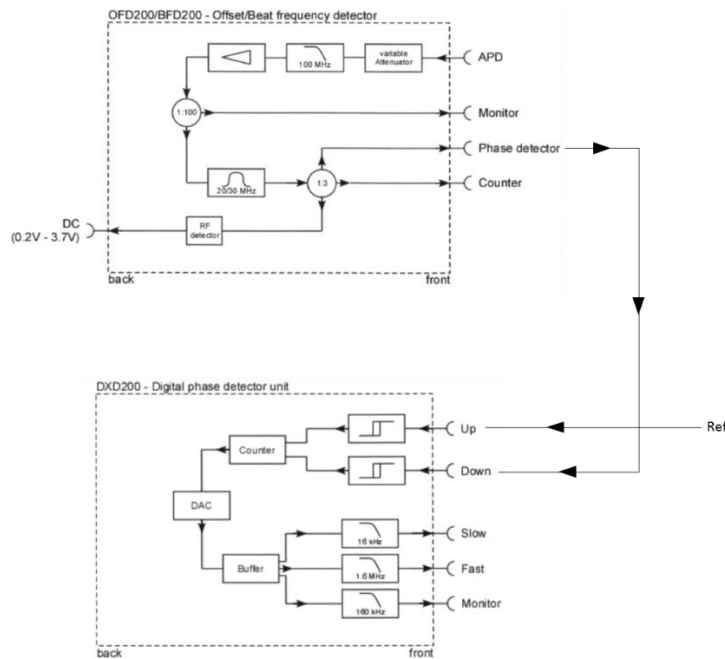 OFD200/BFD200 - Offset/Beat frequency detector
100 MHz
variable
Attenuator
APD
1:100
Monitor
Phase detector
20/30 MHz
1:3
Counter
DC
(0.2V - 3.7V)
RF
detector
back
front
DXD200 - Digital phase detector unit
Up
Ref
Counter
Down
DAC
Slow
16 kHz
Buffer
Fast
1.6 MHz
Monitor
160 kHz
back
front